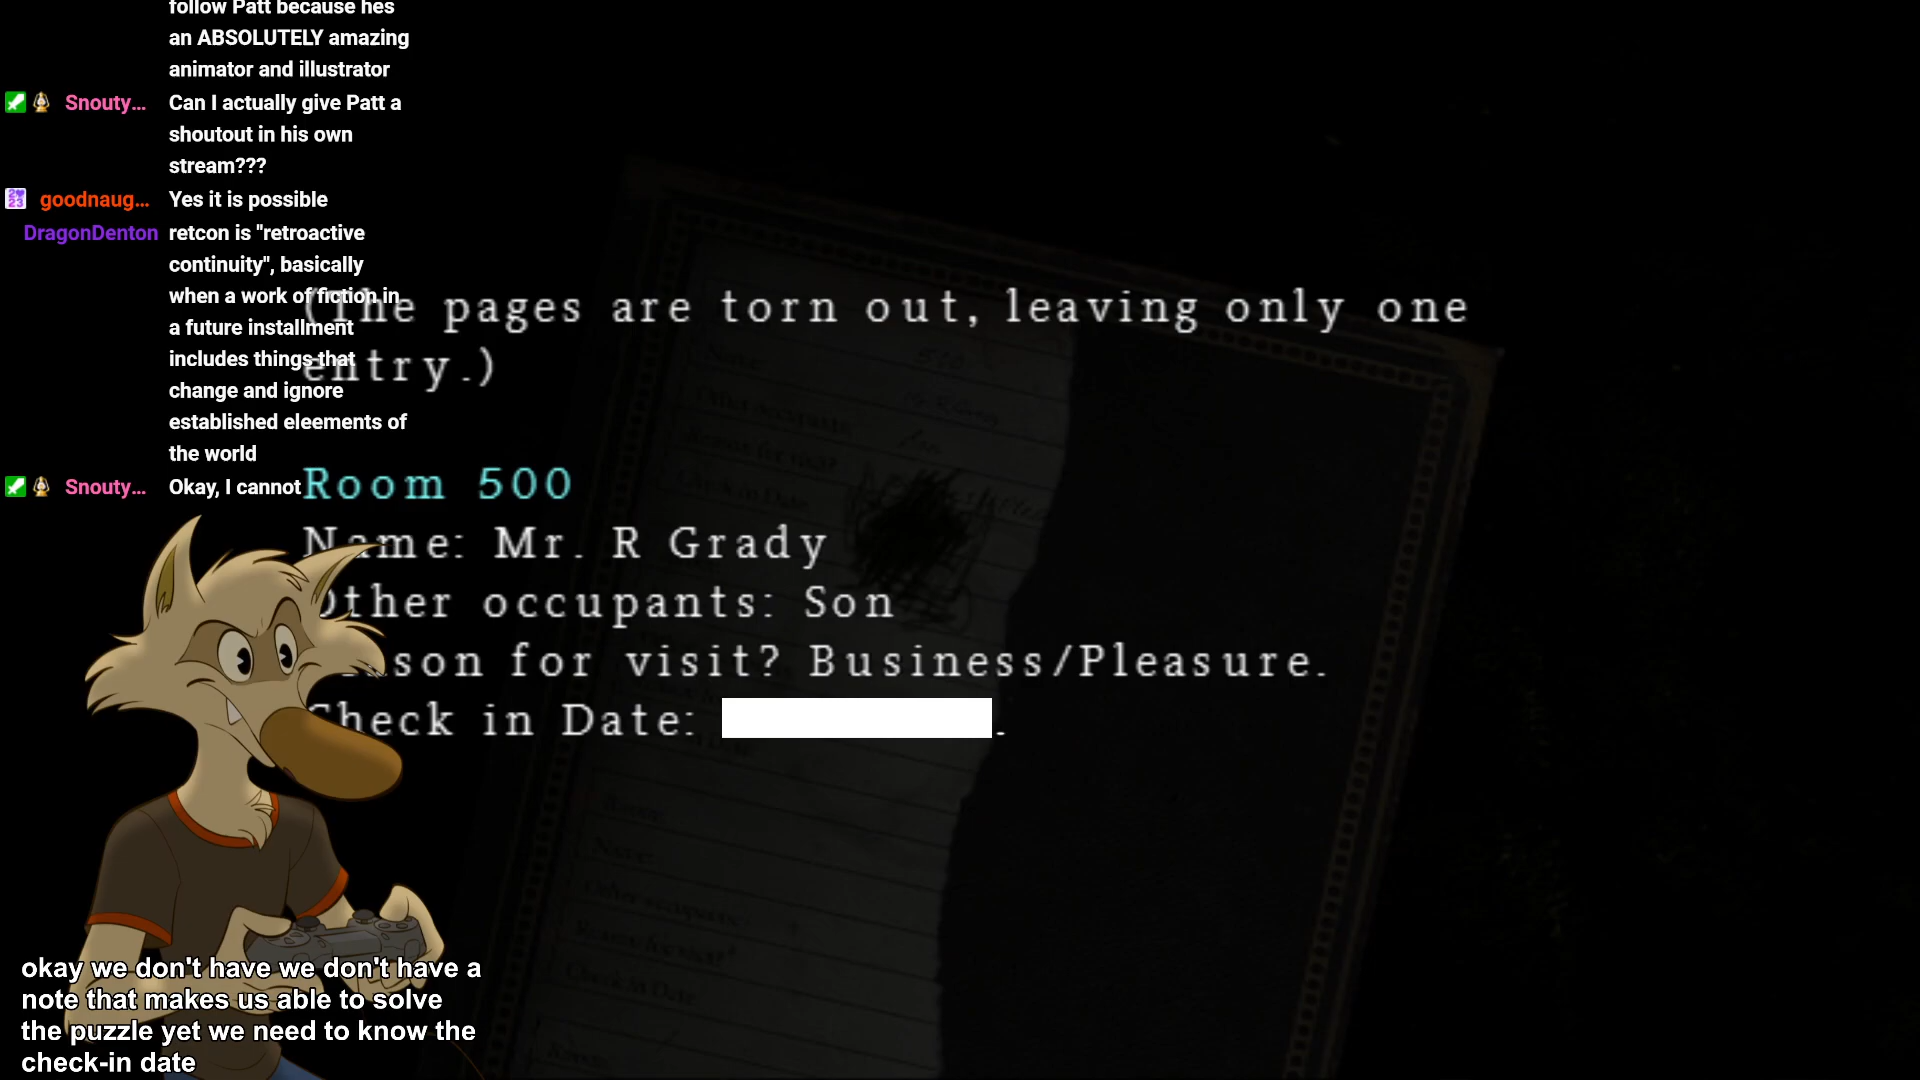 follow Patt because hes
an ABSOLUTELY amazing
animator and illustrator
Snouty... Can I actually give Patt a
shoutout in his own
stream???
goodnaug... Yes it is possible
DragonDenton retcon is "retroactive
continuity", basically
when a work of fiction in
a future installment
includes things that
change and ignore
established eleements of
the world
Snouty... Okay, I cannot
(The pages are torn out, leaving only one
entry.)
Room 500
Name: Mr. R Grady
Other occupants: Son
son for visit? Business/Pleasure.
Check in Date: .
okay we don't have we don't have a
note that makes us able to solve
the puzzle yet we need to know the
check-in date